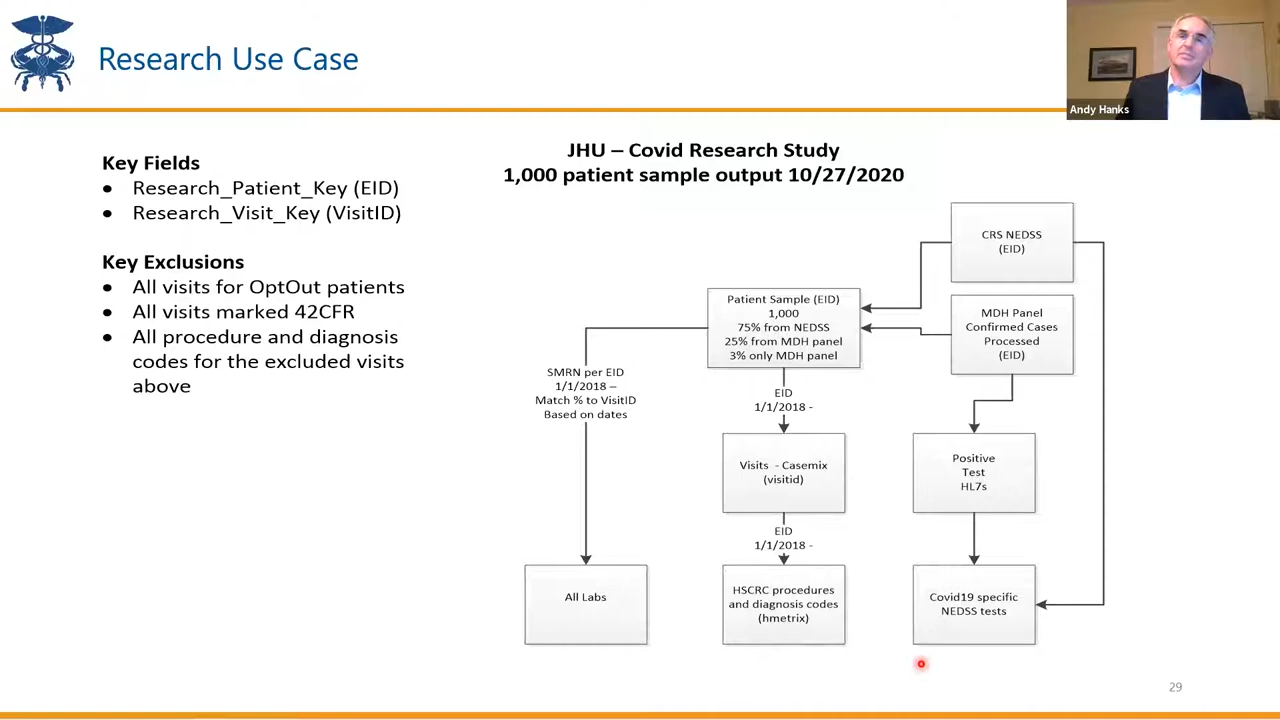 Research Use Case
Andy Hanks
Key Fields
• Research_Patient_Key (EID)
• Research_Visit_Key (VisitID)
Key Exclusions
• All visits for OptOut patients
• All visits marked 42CFR
• All procedure and diagnosis
codes for the excluded visits
above
JHU – Covid Research Study
1,000 patient sample output 10/27/2020
CRS NEDSS
(EID)
Patient Sample (EID)
1,000
75% from NEDSS
25% from MDH panel
3% only MDH panel
MDH Panel
Confirmed Cases
Processed
(EID)
SMRN per EID
1/1/2018 –
Match % to VisitID
Based on dates
EID
1/1/2018 -
Visits - Casemix
(visitid)
Positive
Test
HL7s
EID
1/1/2018 -
All Labs
HSCRC procedures
and diagnosis codes
(hmetrix)
Covid19 specific
NEDSS tests
29